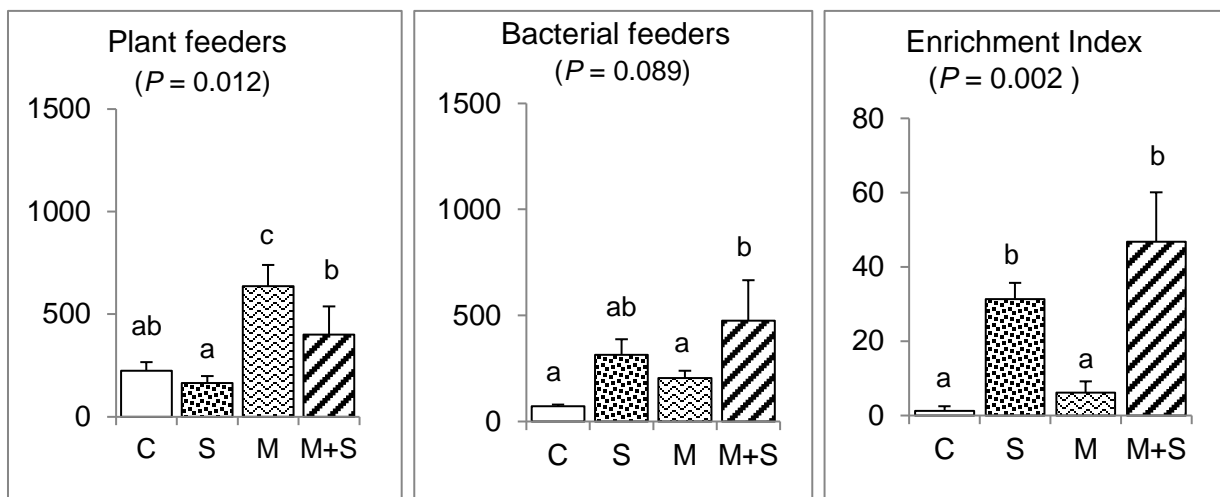 Plant feeders
(P = 0.012)
1500
1000
500
0
ab
a
c
b
C S M M+S
Bacterial feeders
(P = 0.089)
1500
1000
500
0
a
ab
a
b
C S M M+S
Enrichment Index
(P = 0.002 )
80
60
40
20
0
a
b
a
b
C S M M+S